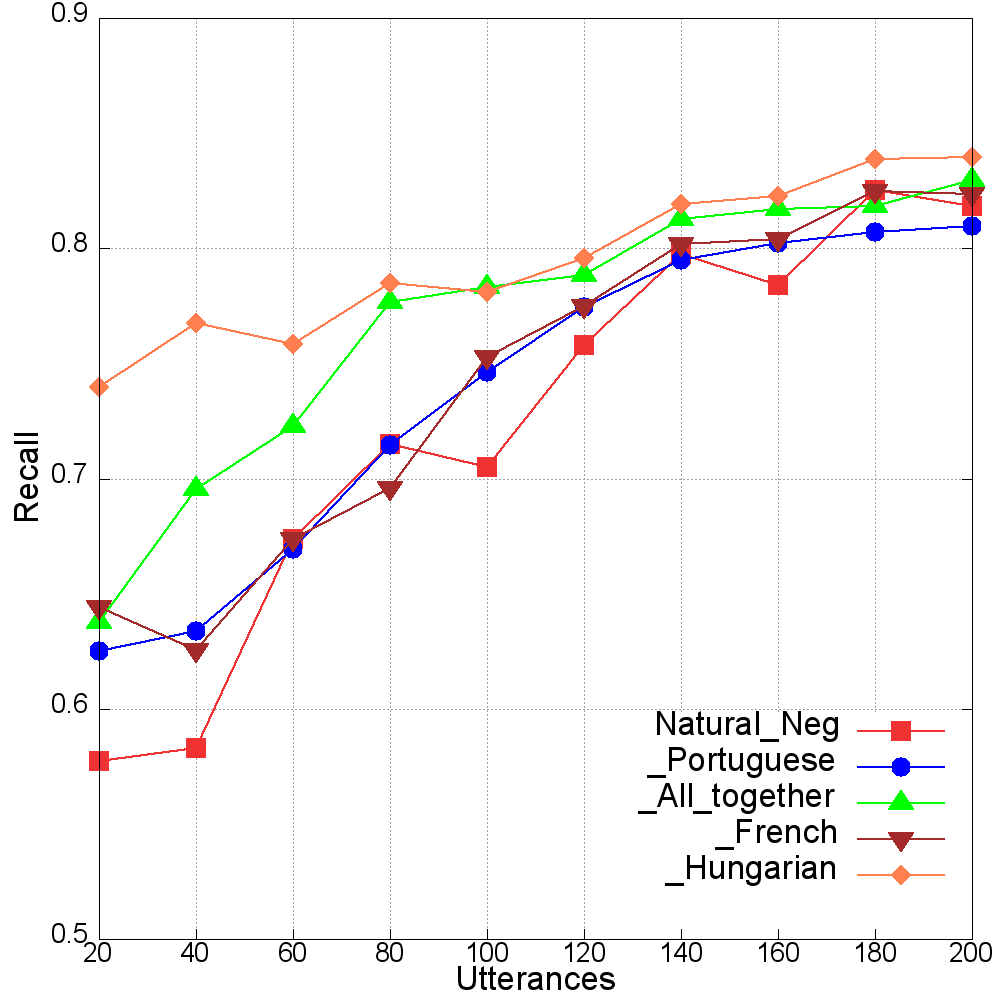 0.9
0.8
0.7
0.6
0.5
Recall
Natural_Neg
_Portuguese
_All_together
_French
_Hungarian
20 40 60 80 100 120 140 160 180 200
Utterances